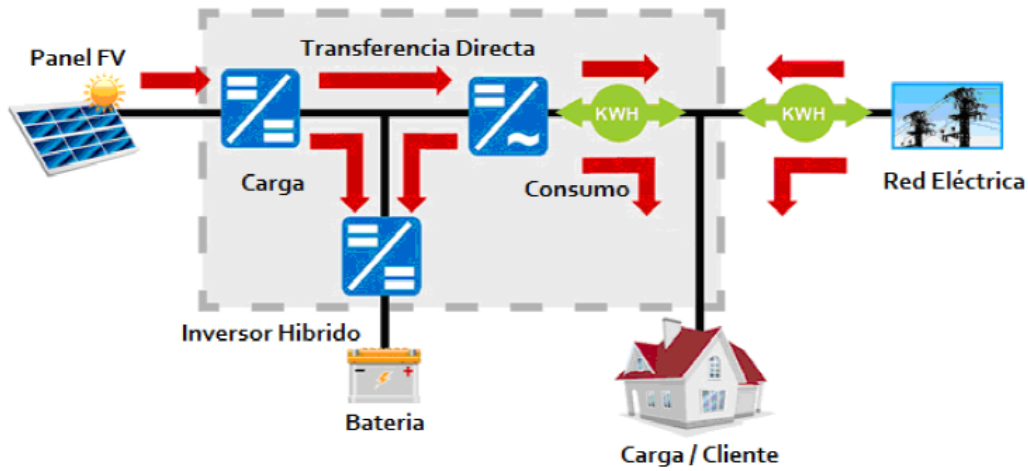 Transferencia Directa
Panel FV
KWH
KWH
Carga
Consumo
Red Eléctrica
Inversor Hibrido
Bateria
Carga / Cliente